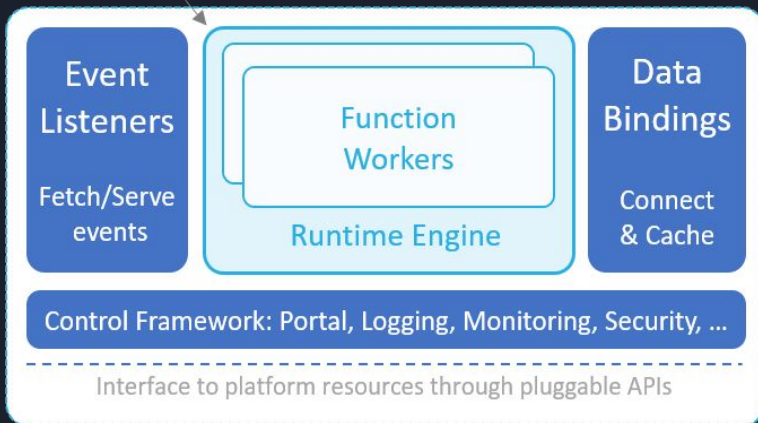 Event
Listeners
Fetch/Serve
events
Function
Workers
Runtime Engine
Data
Bindings
Connect
& Cache
Control Framework: Portal, Logging, Monitoring, Security, ...
Interface to platform resources through pluggable APIs